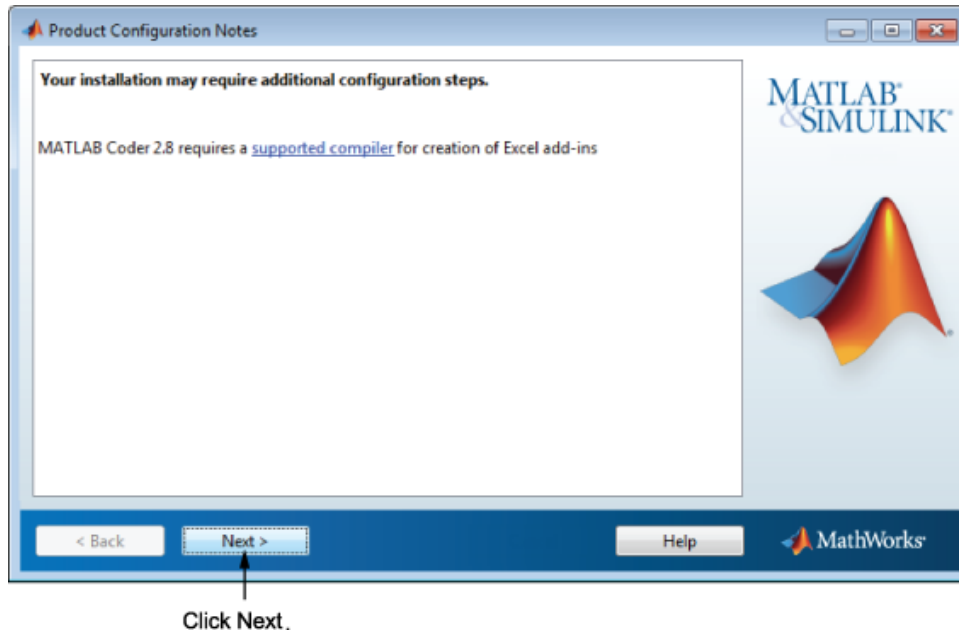 Product Configuration Notes
Your installation may require additional configuration steps.
MATLAB Coder 2.8 requires a supported compiler for creation of Excel add-ins
MATLAB®
&SIMULINK®
< Back
Next >
Help
MathWorks®
Click Next.